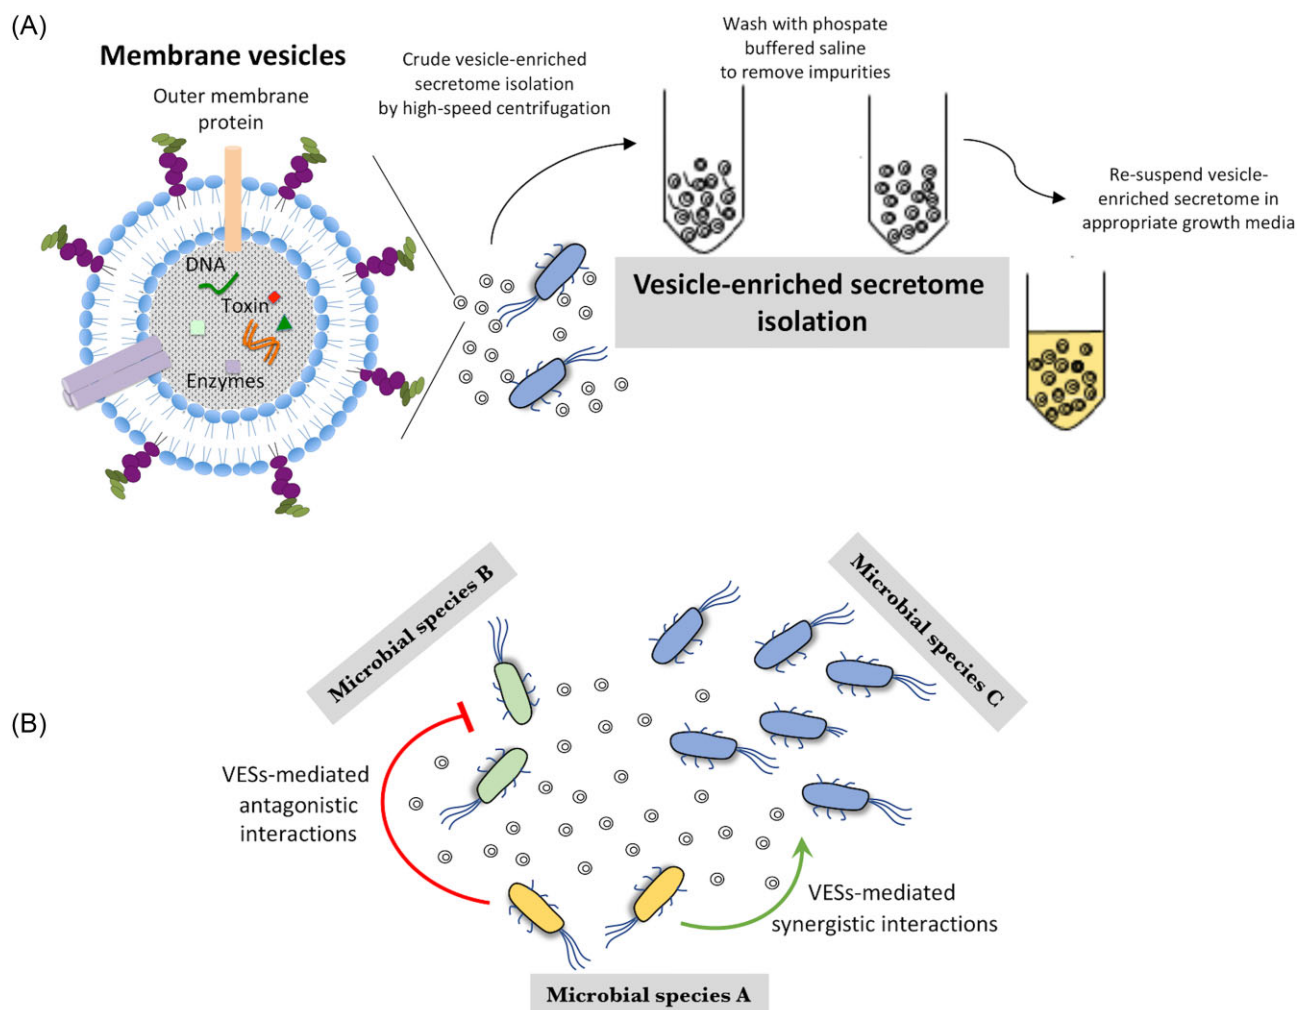 (A)
Membrane vesicles
Outer membrane
protein
DNA
Toxin
Enzymes
Crude vesicle-enriched
secretome isolation
by high-speed centrifugation
Wash with phospate
buffered saline
to remove impurities
Re-suspend vesicle-
enriched secretome in
appropriate growth media
Vesicle-enriched secretome
isolation
(B)
Microbial species B
Microbial species C
VESs-mediated
antagonistic
interactions
VESs-mediated
synergistic interactions
Microbial species A